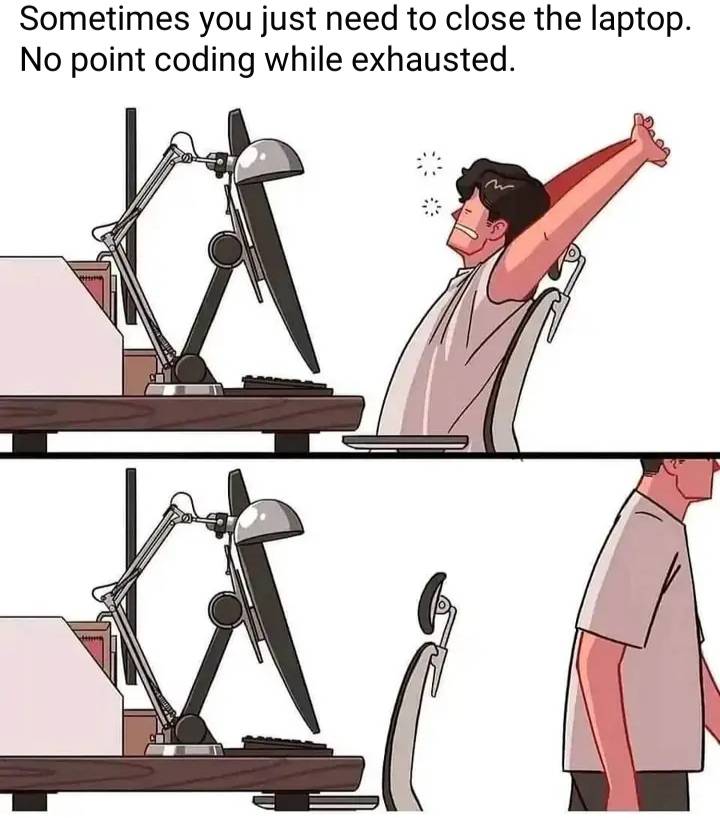 Sometimes you just need to close the laptop.
No point coding while exhausted.